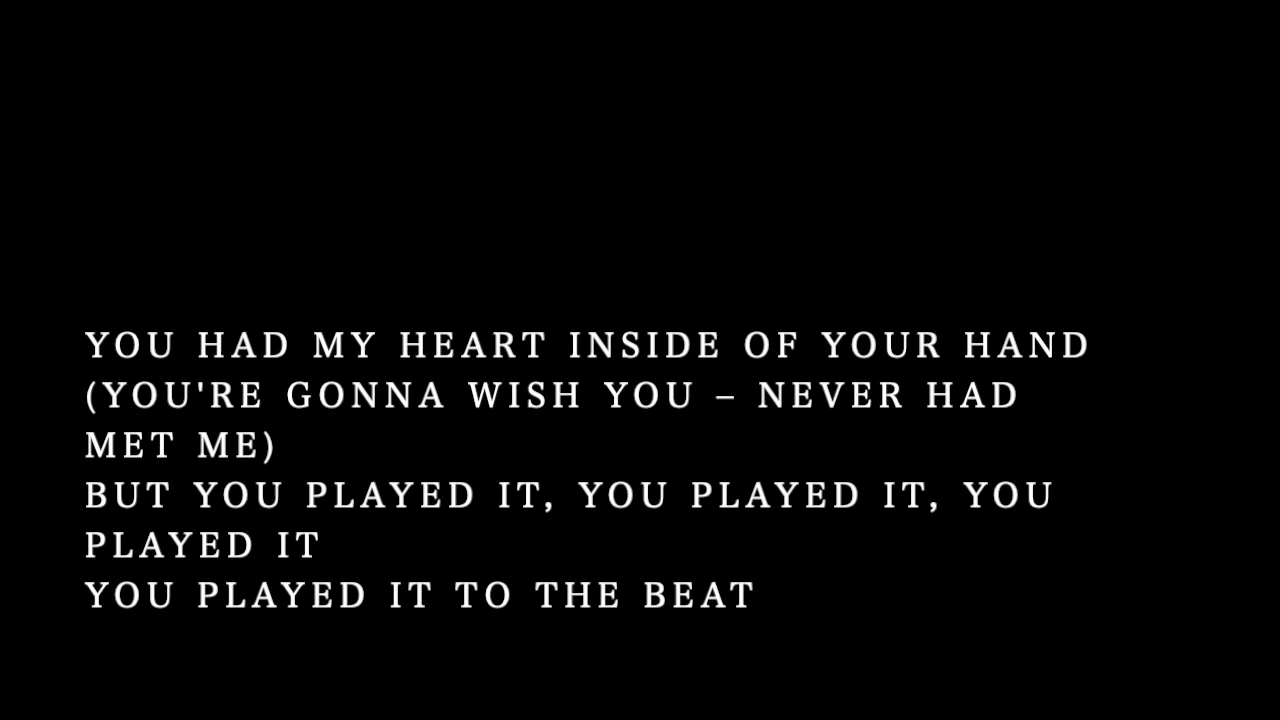 YOU HAD MY HEART INSIDE OF YOUR HAND
(YOU'RE GONNA WISH YOU – NEVER HAD
MET ME)
BUT YOU PLAYED IT, YOU PLAYED IT, YOU
PLAYED IT
YOU PLAYED IT TO THE BEAT